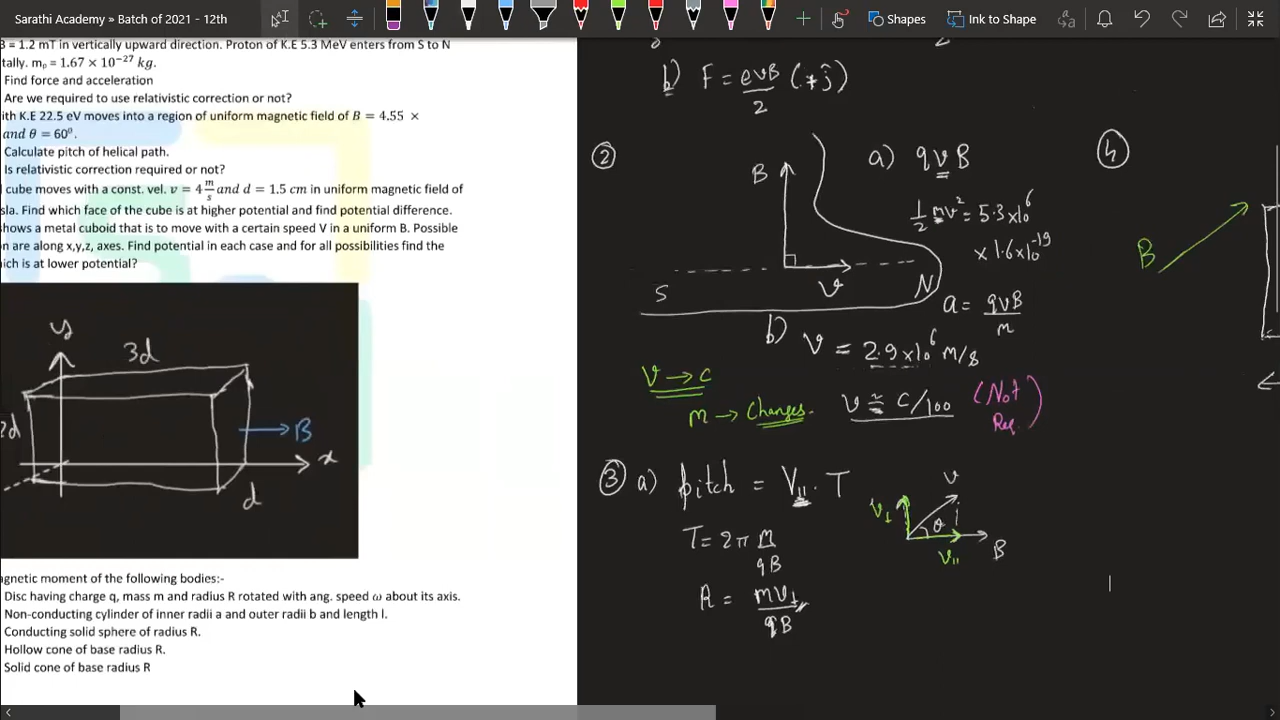 Sarathi Academy » Batch of 2021 - 12th
Shapes
Ink to Shape
B = 1.2 mT in vertically upward direction. Proton of K.E 5.3 MeV enters from S to N
tally. mₚ = 1.67 × 10⁻²⁷ kg.
Find force and acceleration
Are we required to use relativistic correction or not?
ith K.E 22.5 eV moves into a region of uniform magnetic field of B = 4.55 ×
and θ = 60⁰.
Calculate pitch of helical path.
Is relativistic correction required or not?
cube moves with a const. vel. v = 4 m/s and d = 1.5 cm in uniform magnetic field of
sla. Find which face of the cube is at higher potential and find potential difference.
hows a metal cuboid that is to move with a certain speed V in a uniform B. Possible
n are along x,y,z, axes. Find potential in each case and for all possibilities find the
ich is at lower potential?
y
3d
2d
B
x
d
agnetic moment of the following bodies:-
Disc having charge q, mass m and radius R rotated with ang. speed ω about its axis.
Non-conducting cylinder of inner radii a and outer radii b and length l.
Conducting solid sphere of radius R.
Hollow cone of base radius R.
Solid cone of base radius R
b) F = evB/2 (+ĵ)
②
B
S
v
N
a) qvB
1/2 mv² = 5.3x10⁶
x 1.6x10⁻¹⁹
a = qvB/m
b) v = 2.9x10⁶ m/s
V → c
m → Changes.
v ≃ c/100
(Not
Req.)
③ a) pitch = V∥ . T
T = 2π m/qB
R = mv⊥/qB
v
V⊥
θ
V∥
B
④
B